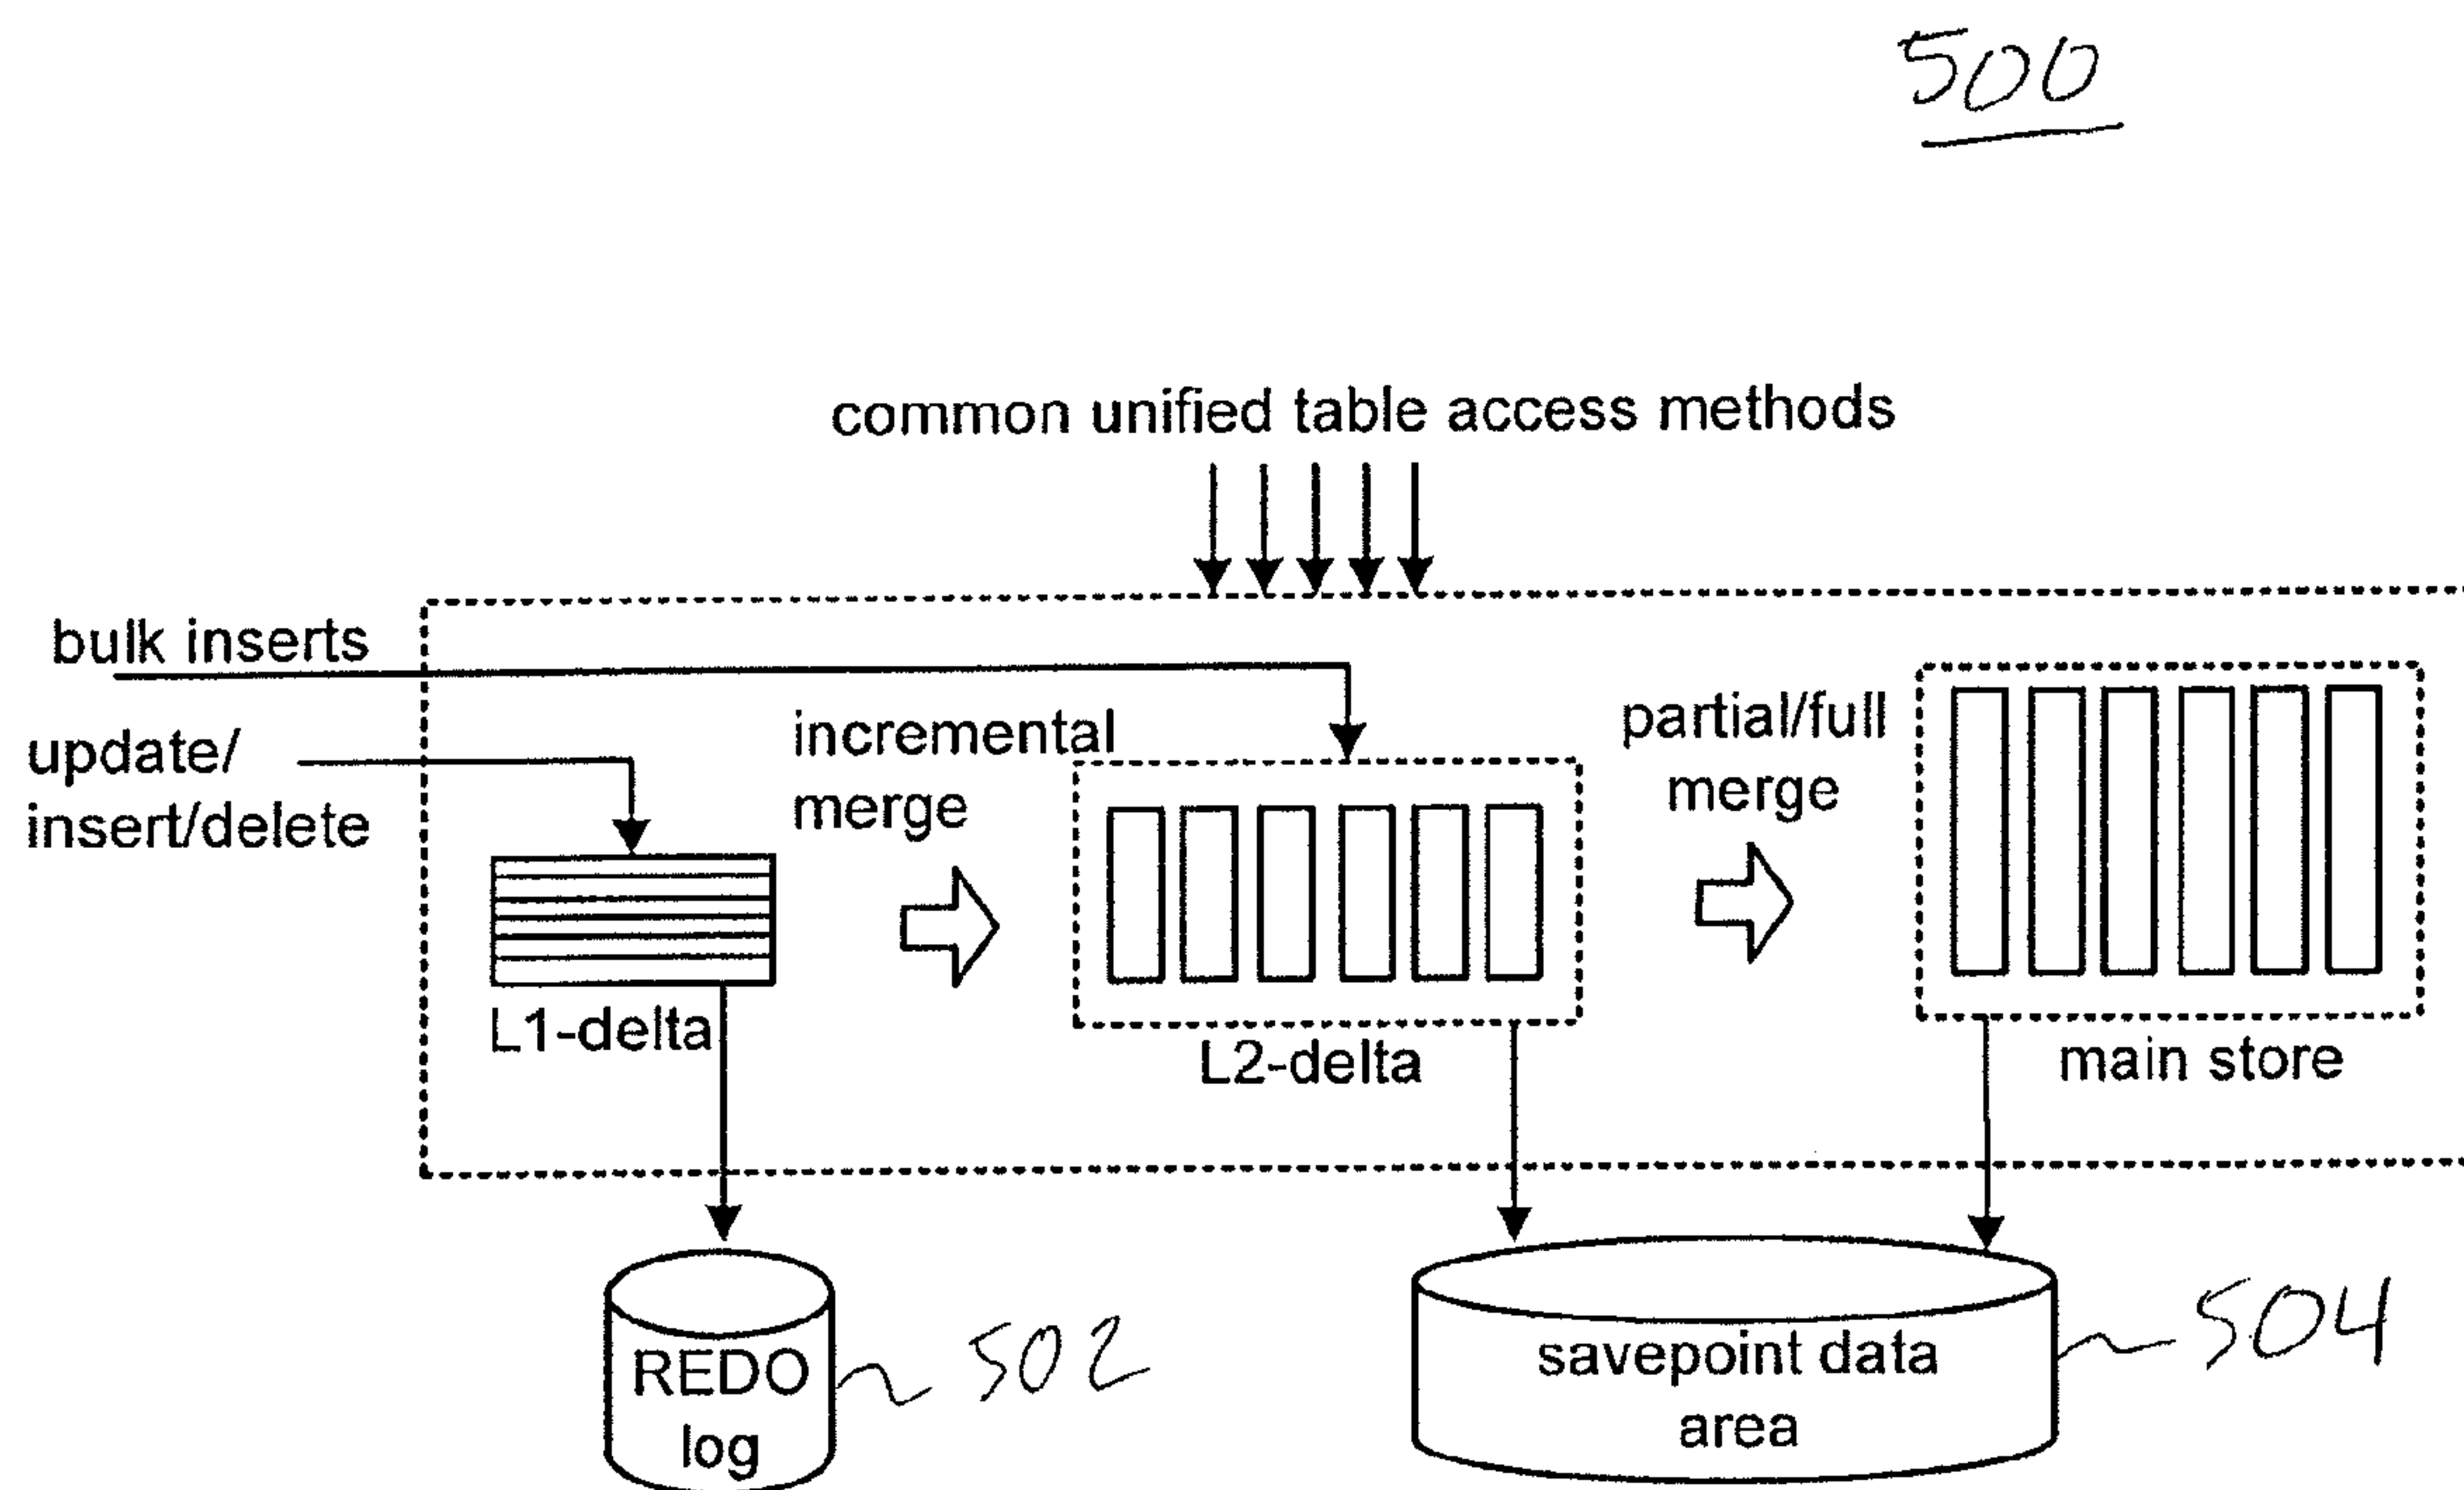 500
common unified table access methods
bulk inserts
update/
insert/delete
incremental
merge
partial/full
merge
L1-delta
L2-delta
main store
REDO
log
502
savepoint data
area
504